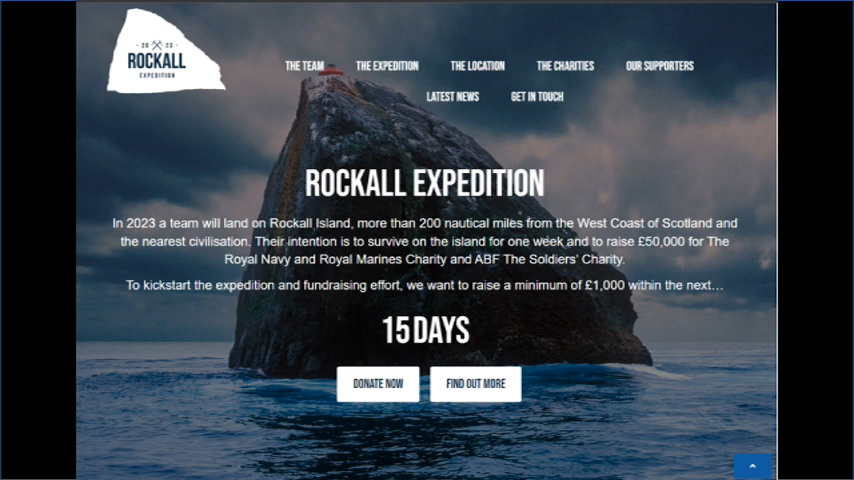 20 23
ROCKALL
EXPEDITION
THE TEAM THE EXPEDITION THE LOCATION THE CHARITIES OUR SUPPORTERS
LATEST NEWS GET IN TOUCH
ROCKALL EXPEDITION
In 2023 a team will land on Rockall Island, more than 200 nautical miles from the West Coast of Scotland and
the nearest civilisation. Their intention is to survive on the island for one week and to raise £50,000 for The
Royal Navy and Royal Marines Charity and ABF The Soldiers' Charity.
To kickstart the expedition and fundraising effort, we want to raise a minimum of £1,000 within the next…
15 DAYS
DONATE NOW FIND OUT MORE